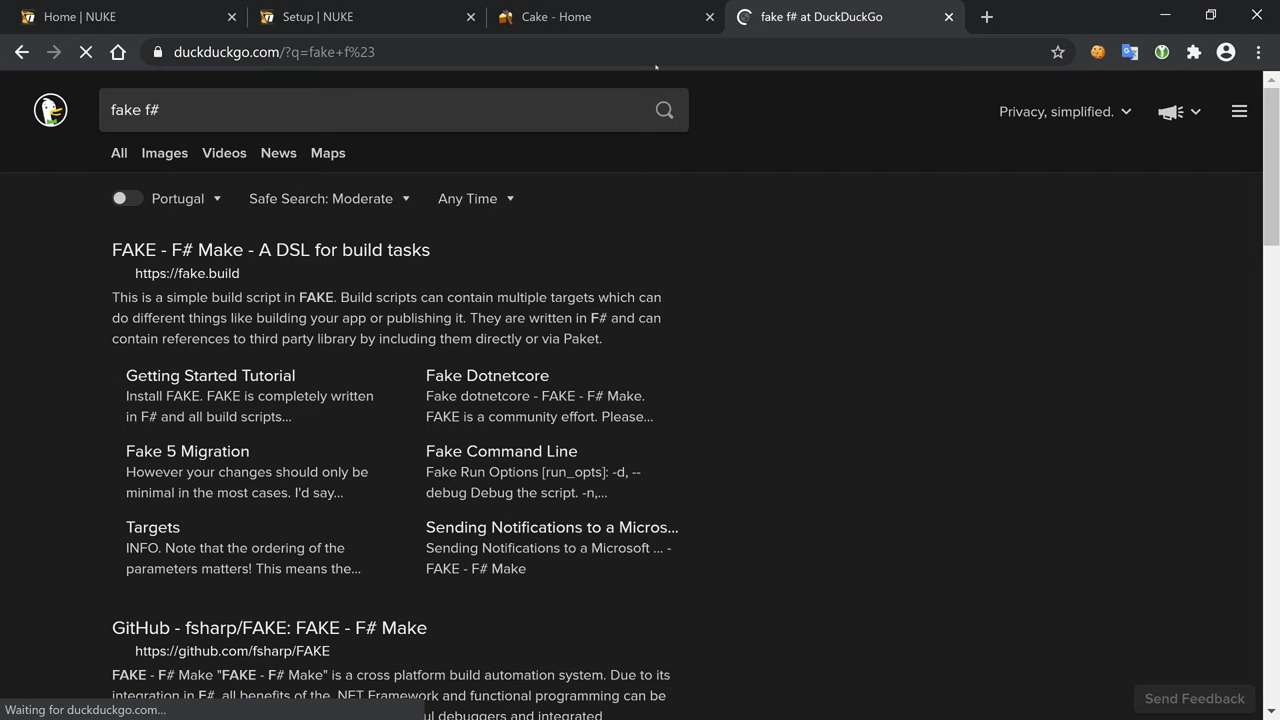 Home | NUKE
Setup | NUKE
Cake - Home
fake f# at DuckDuckGo
duckduckgo.com/?q=fake+f%23
fake f#
Privacy, simplified.
All Images Videos News Maps
Portugal Safe Search: Moderate Any Time
FAKE - F# Make - A DSL for build tasks
https://fake.build
This is a simple build script in FAKE. Build scripts can contain multiple targets which can
do different things like building your app or publishing it. They are written in F# and can
contain references to third party library by including them directly or via Paket.
Getting Started Tutorial
Install FAKE. FAKE is completely written
in F# and all build scripts...
Fake Dotnetcore
Fake dotnetcore - FAKE - F# Make.
FAKE is a community effort. Please...
Fake 5 Migration
However your changes should only be
minimal in the most cases. I'd say...
Fake Command Line
Fake Run Options [run_opts]: -d, --
debug Debug the script. -n,...
Targets
INFO. Note that the ordering of the
parameters matters! This means the...
Sending Notifications to a Micros...
Sending Notifications to a Microsoft ... -
FAKE - F# Make
GitHub - fsharp/FAKE: FAKE - F# Make
https://github.com/fsharp/FAKE
FAKE - F# Make "FAKE - F# Make" is a cross platform build automation system. Due to its
integration in F#, all benefits of the .NET Framework and functional programming can be
ul debuggers and integrated
Waiting for duckduckgo.com...
Send Feedback